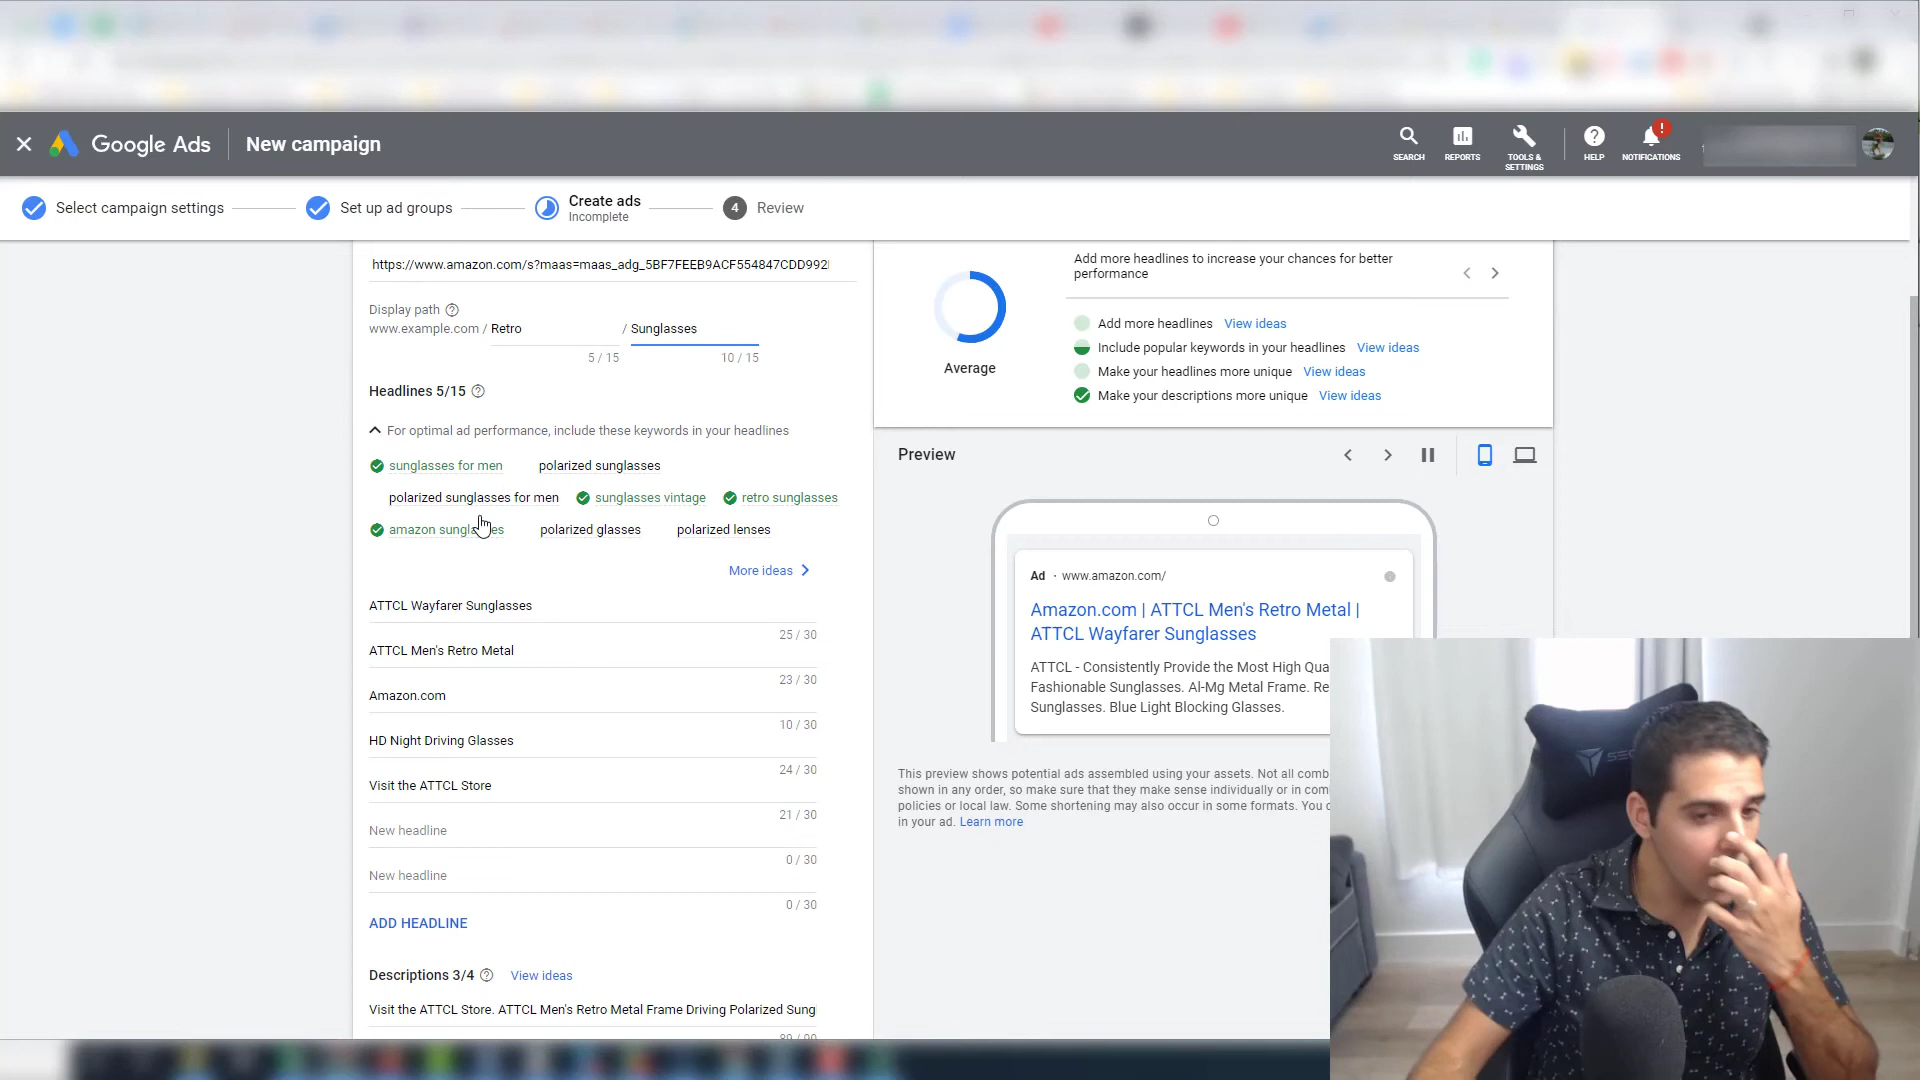 Google Ads
New campaign
SEARCH
REPORTS
TOOLS & SETTINGS
HELP
!
NOTIFICATIONS
Select campaign settings
Set up ad groups
Create ads
Incomplete
4
Review
https://www.amazon.com/s?maas=maas_adg_5BF7FEEB9ACF554847CDD992
Display path
www.example.com / Retro
/ Sunglasses
5 / 15
10 / 15
Headlines 5/15
For optimal ad performance, include these keywords in your headlines
sunglasses for men
polarized sunglasses
polarized sunglasses for men
sunglasses vintage
retro sunglasses
amazon sunglasses
polarized glasses
polarized lenses
More ideas
ATTCL Wayfarer Sunglasses
25 / 30
ATTCL Men's Retro Metal
23 / 30
Amazon.com
10 / 30
HD Night Driving Glasses
24 / 30
Visit the ATTCL Store
21 / 30
New headline
0 / 30
New headline
0 / 30
ADD HEADLINE
Descriptions 3/4
View ideas
Visit the ATTCL Store. ATTCL Men's Retro Metal Frame Driving Polarized Sung
Average
Add more headlines to increase your chances for better
performance
Add more headlines View ideas
Include popular keywords in your headlines View ideas
Make your headlines more unique View ideas
Make your descriptions more unique View ideas
Preview
Ad · www.amazon.com/
Amazon.com | ATTCL Men's Retro Metal |
ATTCL Wayfarer Sunglasses
ATTCL - Consistently Provide the Most High Qua
Fashionable Sunglasses. Al-Mg Metal Frame. Re
Sunglasses. Blue Light Blocking Glasses.
This preview shows potential ads assembled using your assets. Not all comb
shown in any order, so make sure that they make sense individually or in com
policies or local law. Some shortening may also occur in some formats. You c
in your ad. Learn more